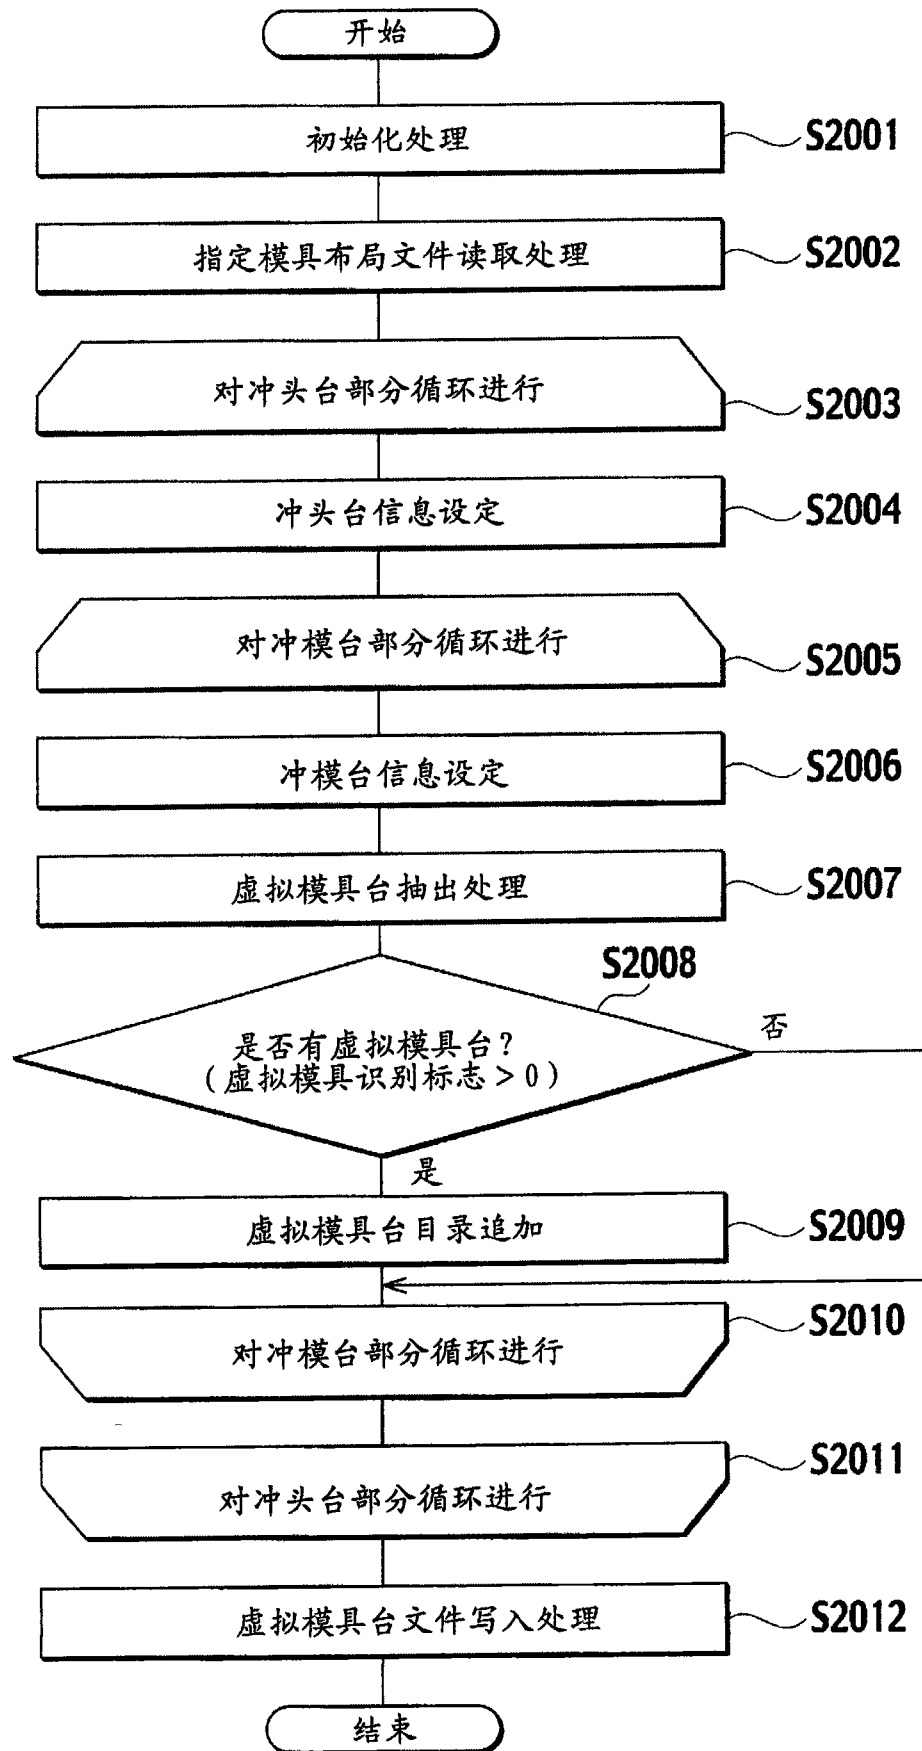 开始
初始化处理
S2001
指定模具布局文件读取处理
S2002
对冲头台部分循环进行
S2003
冲头台信息设定
S2004
对冲模台部分循环进行
S2005
冲模台信息设定
S2006
虚拟模具台抽出处理
S2007
S2008
是否有虚拟模具台?
(虚拟模具识别标志>0)
否
是
虚拟模具台目录追加
S2009
对冲模台部分循环进行
S2010
对冲头台部分循环进行
S2011
虚拟模具台文件写入处理
S2012
结束